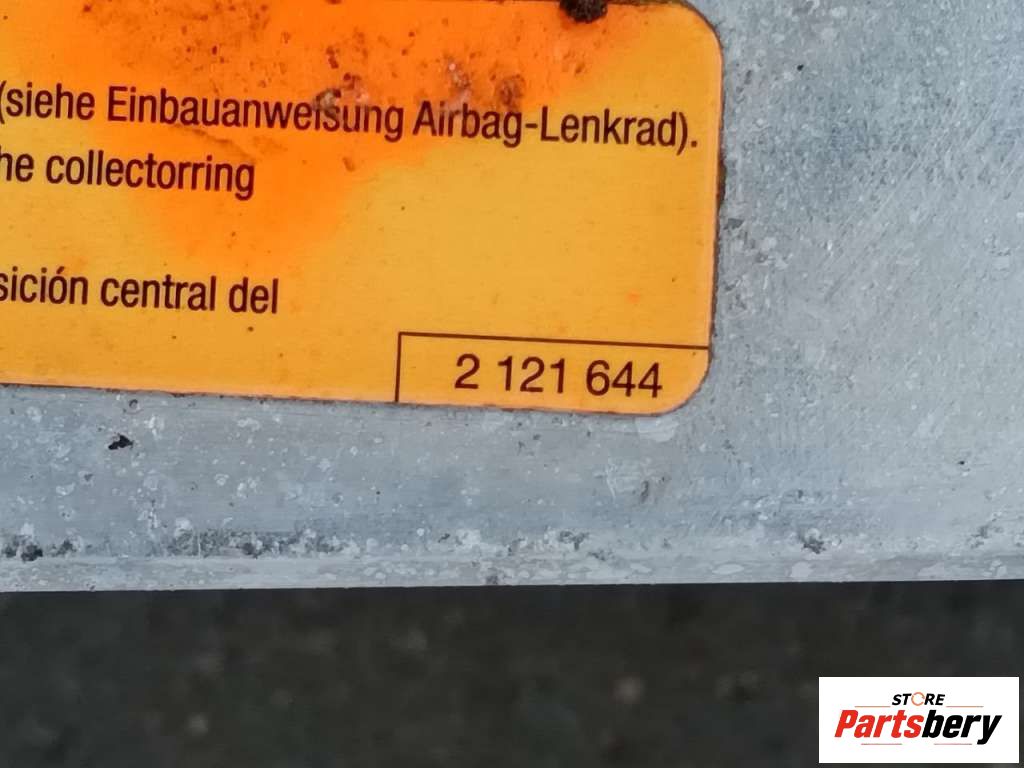 (siehe Einbauanweisung Airbag-Lenkrad).
he collectorring
sición central del
2 121 644
STORE
Partsbery